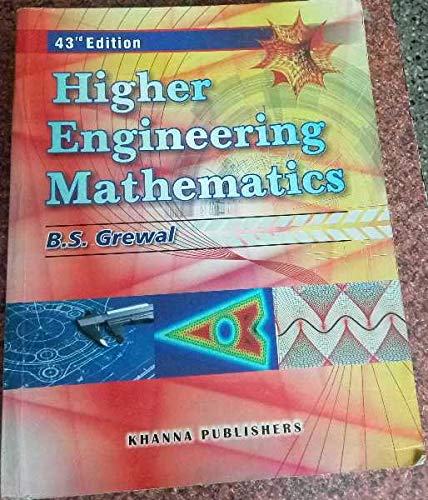 43rd Edition
Higher
Engineering
Mathematics
B.S. Grewal
KHANNA PUBLISHERS